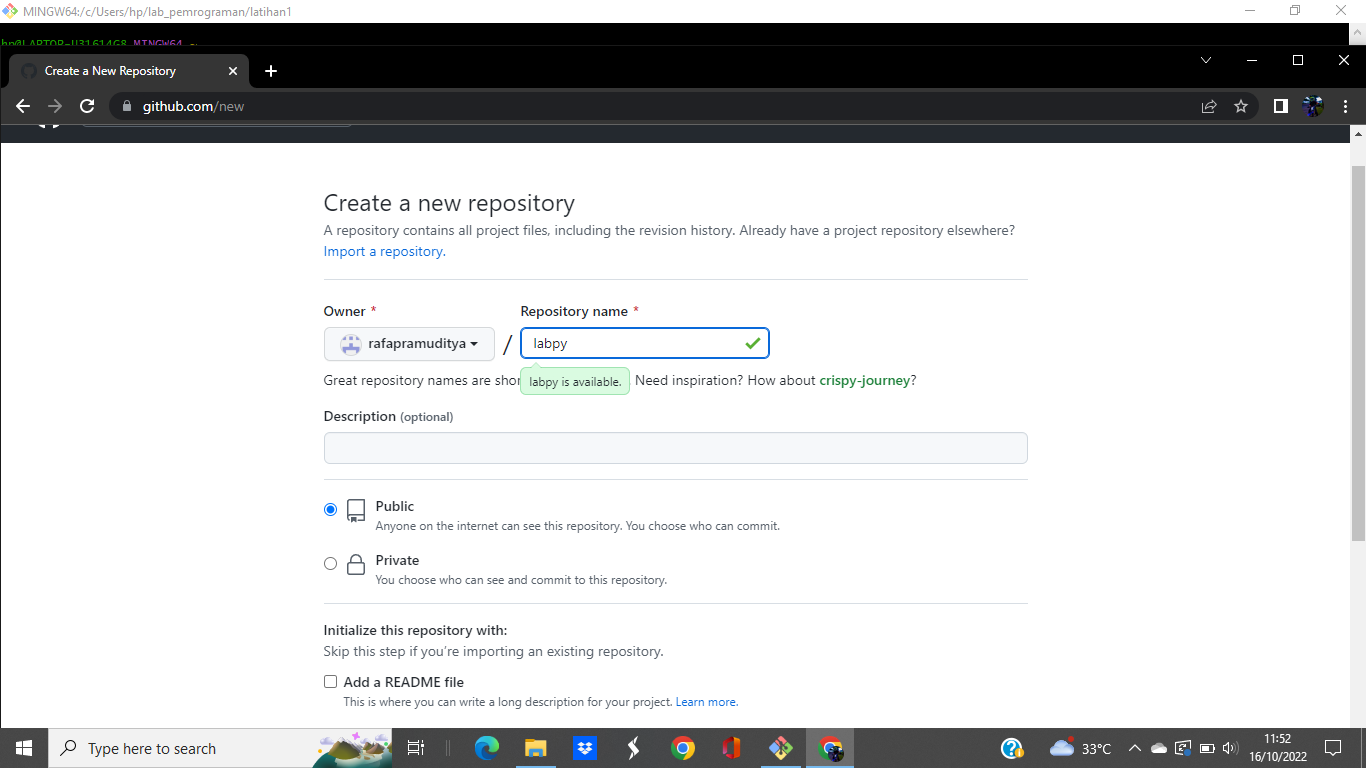 MINGW64:/c/Users/hp/lab_pemrograman/latihan1
hp@LAPTOP-U31614G8 MINGW64 ~
Create a New Repository
github.com/new
Create a new repository
A repository contains all project files, including the revision history. Already have a project repository elsewhere?
Import a repository.
Owner * Repository name *
rafapramuditya / labpy
Great repository names are shor labpy is available. Need inspiration? How about crispy-journey?
Description (optional)
Public
Anyone on the internet can see this repository. You choose who can commit.
Private
You choose who can see and commit to this repository.
Initialize this repository with:
Skip this step if you’re importing an existing repository.
Add a README file
This is where you can write a long description for your project. Learn more.
Type here to search
33°C
11:52
16/10/2022